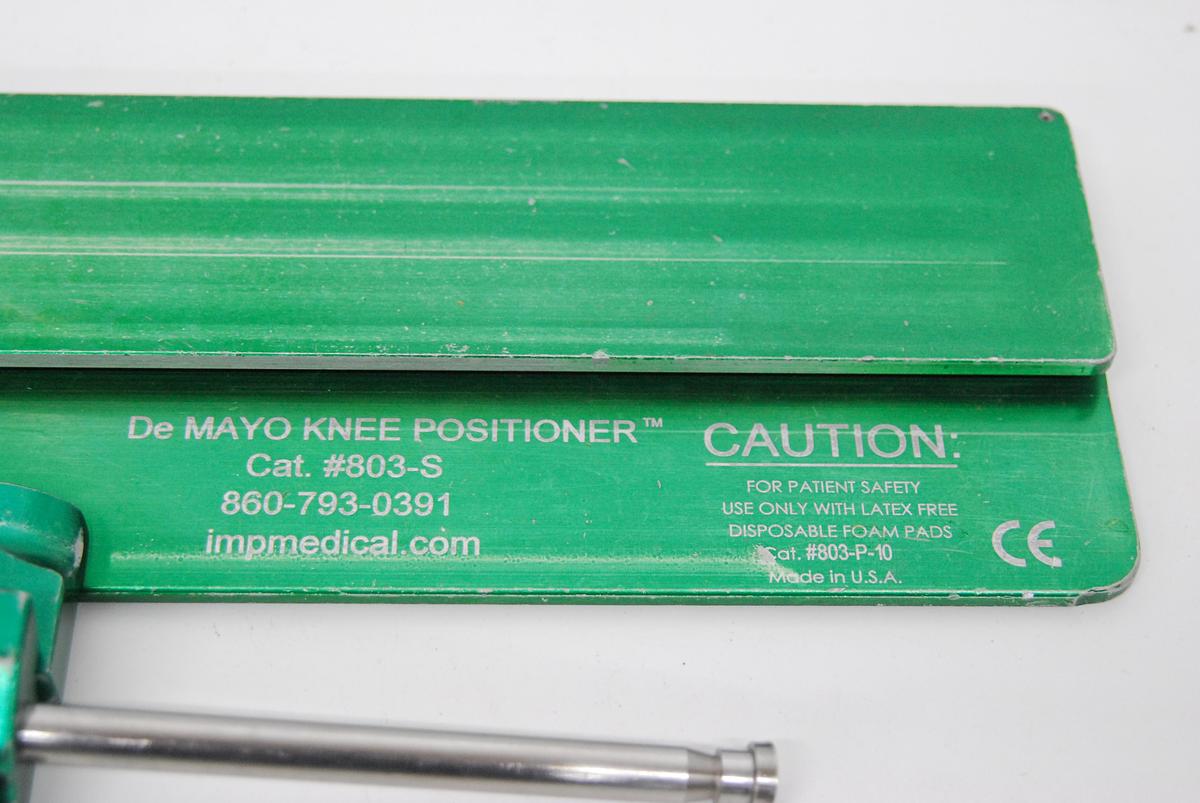 De MAYO KNEE POSITIONER™
Cat. #803-S
860-793-0391
impmedical.com
CAUTION:
FOR PATIENT SAFETY
USE ONLY WITH LATEX FREE
DISPOSABLE FOAM PADS
Cat. #803-P-10
Made in U.S.A.
CE